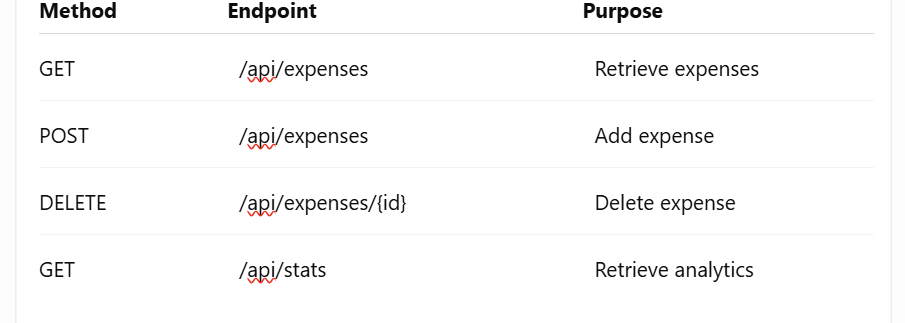 Method Endpoint Purpose
GET /api/expenses Retrieve expenses
POST /api/expenses Add expense
DELETE /api/expenses/{id} Delete expense
GET /api/stats Retrieve analytics